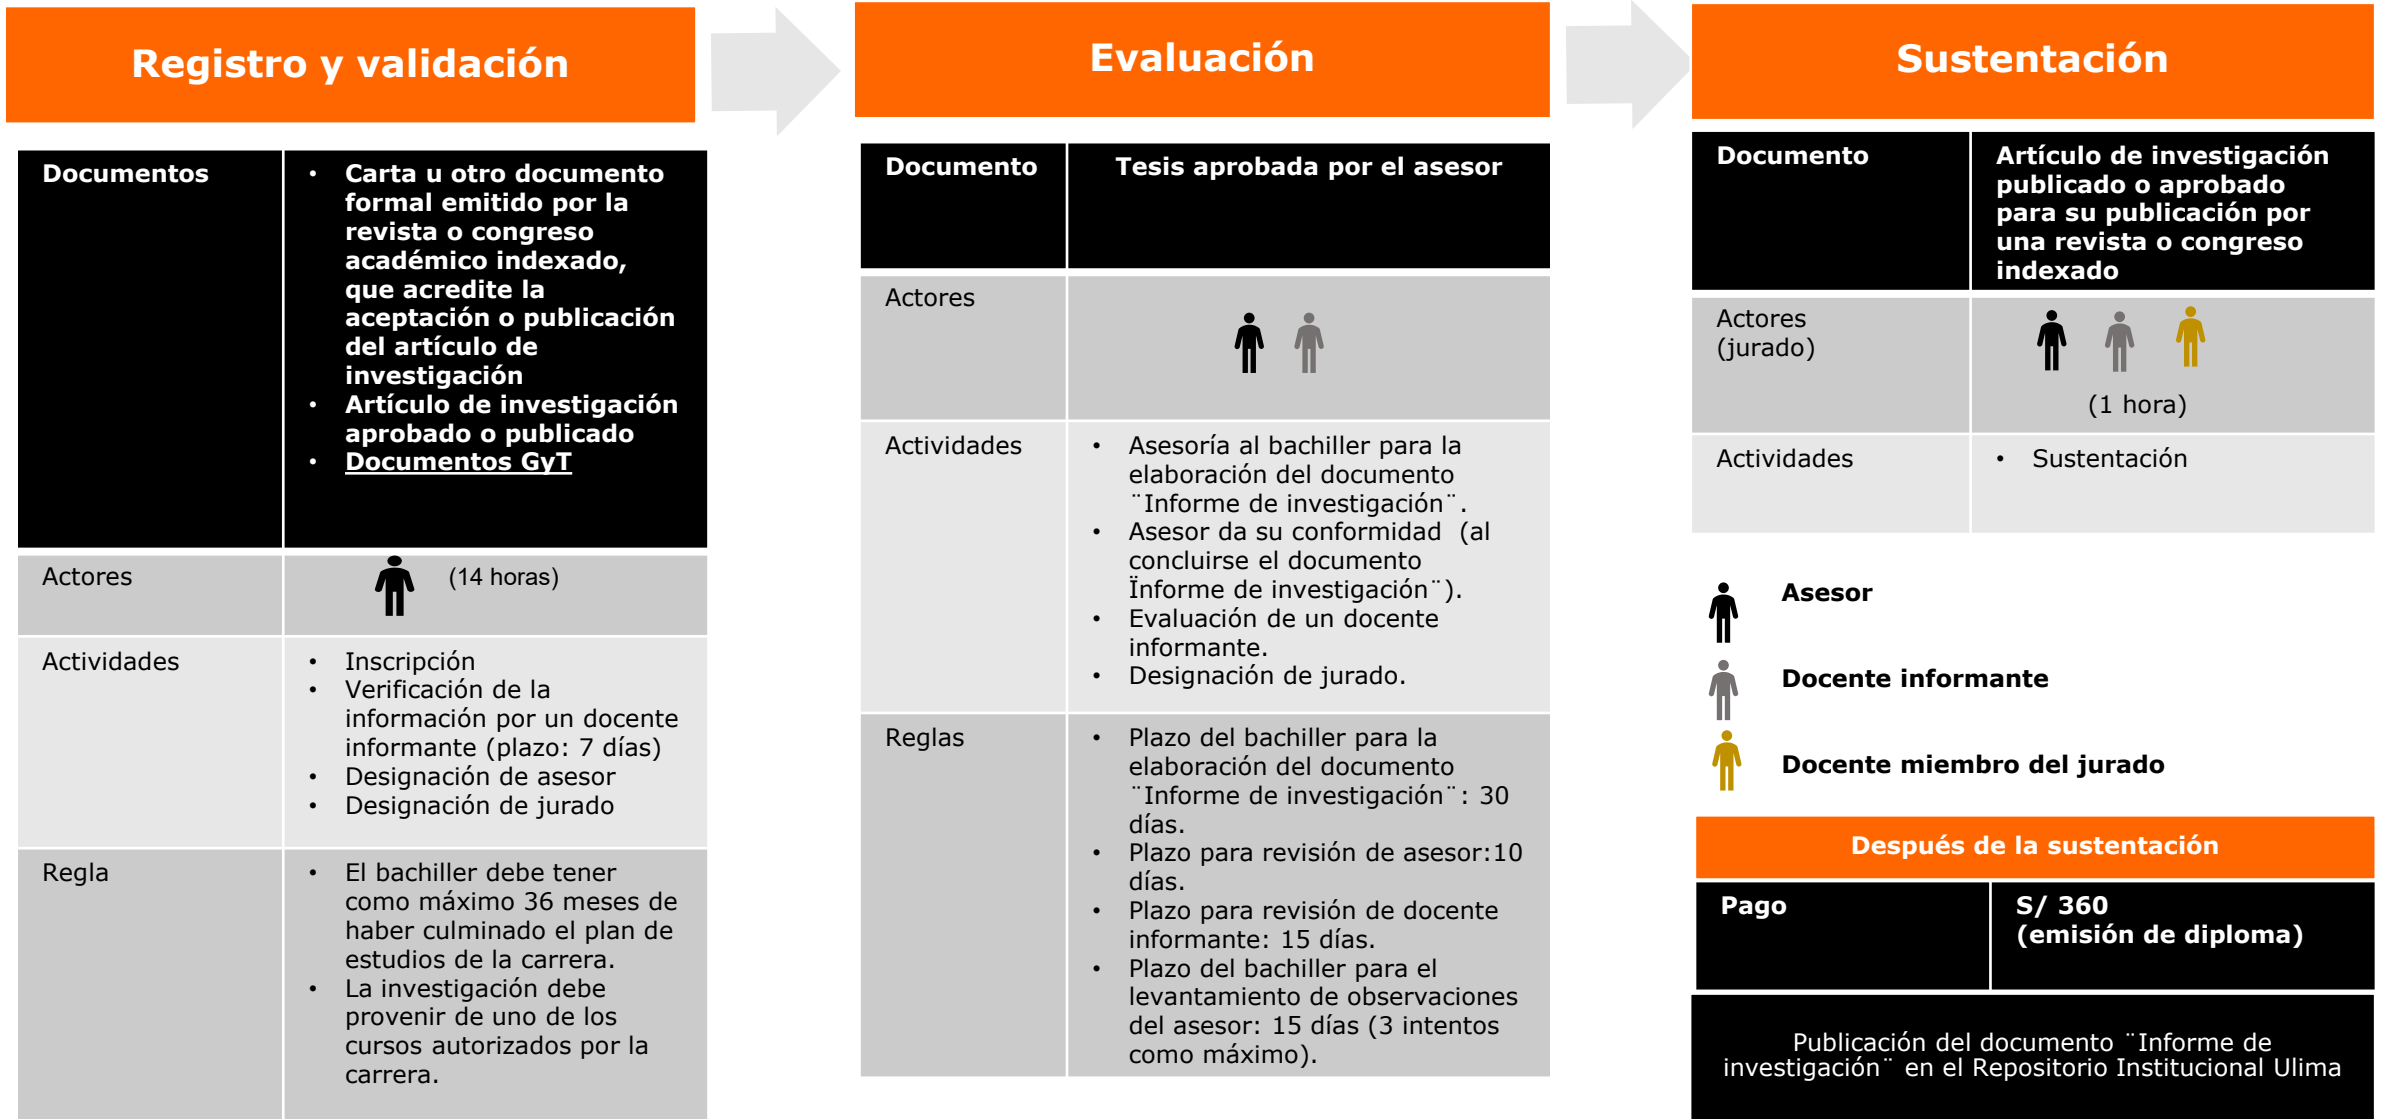 Registro y validación
Documentos
• Carta u otro documento
formal emitido por la
revista o congreso
académico indexado,
que acredite la
aceptación o publicación
del artículo de
investigación
• Artículo de investigación
aprobado o publicado
• Documentos GyT
Actores
(14 horas)
Actividades
• Inscripción
• Verificación de la
información por un docente
informante (plazo: 7 días)
• Designación de asesor
• Designación de jurado
Regla
• El bachiller debe tener
como máximo 36 meses de
haber culminado el plan de
estudios de la carrera.
• La investigación debe
provenir de uno de los
cursos autorizados por la
carrera.
Evaluación
Documento
Tesis aprobada por el asesor
Actores
Actividades
• Asesoría al bachiller para la
elaboración del documento
¨Informe de investigación¨.
• Asesor da su conformidad  (al
concluirse el documento
Ïnforme de investigación¨).
• Evaluación de un docente
informante.
• Designación de jurado.
Reglas
• Plazo del bachiller para la
elaboración del documento
¨Informe de investigación¨: 30
días.
• Plazo para revisión de asesor:10
días.
• Plazo para revisión de docente
informante: 15 días.
• Plazo del bachiller para el
levantamiento de observaciones
del asesor: 15 días (3 intentos
como máximo).
Sustentación
Documento
Artículo de investigación
publicado o aprobado
para su publicación por
una revista o congreso
indexado
Actores
(jurado)
(1 hora)
Actividades
• Sustentación
Asesor
Docente informante
Docente miembro del jurado
Después de la sustentación
Pago
S/ 360
(emisión de diploma)
Publicación del documento ¨Informe de
investigación¨ en el Repositorio Institucional Ulima